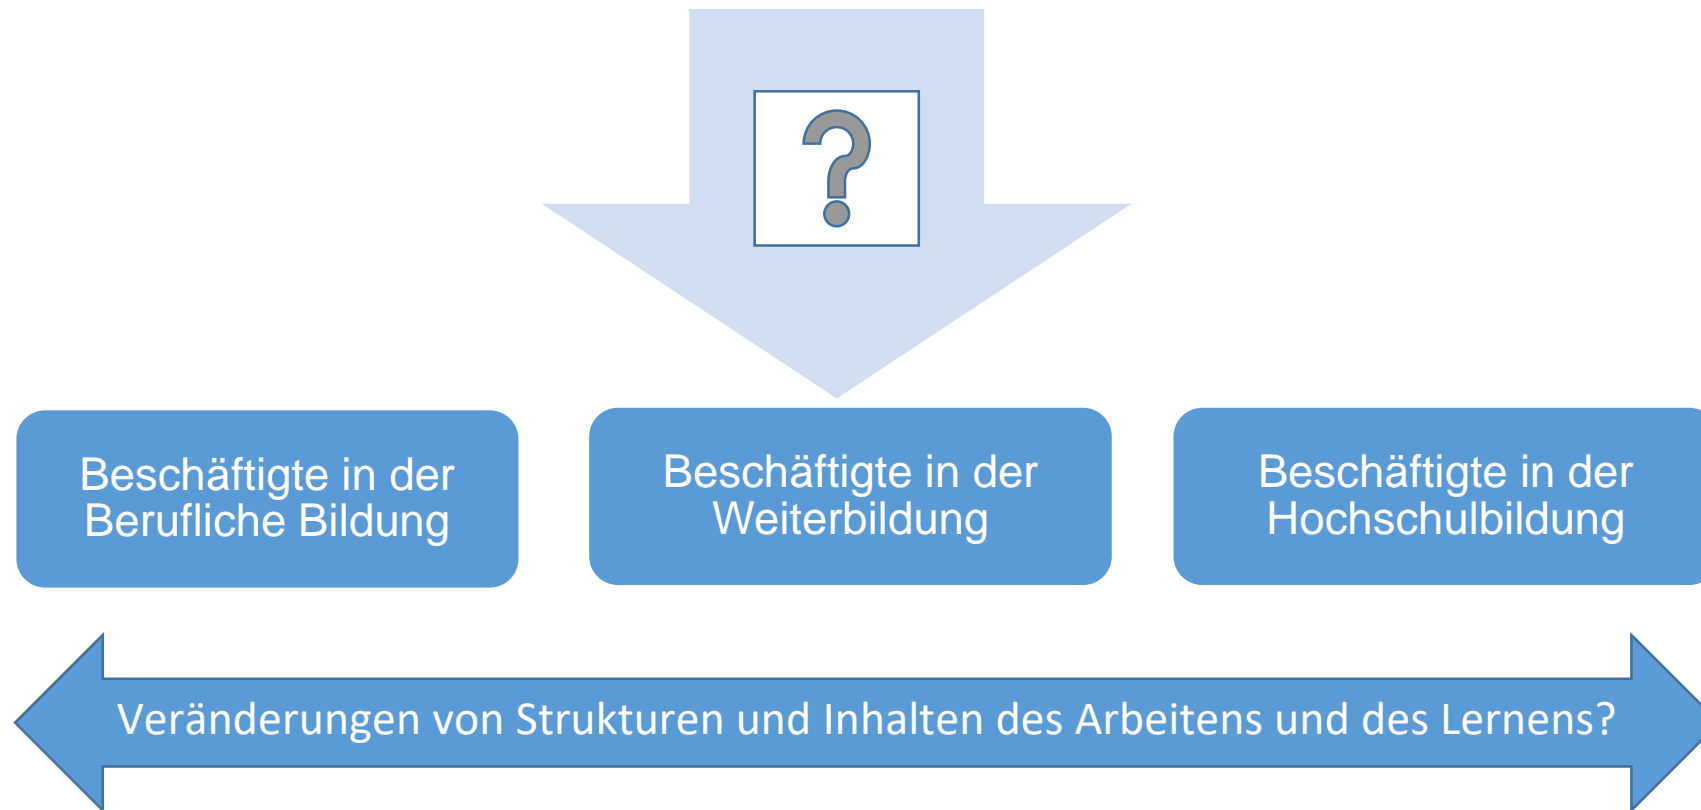 ?
Beschäftigte in der
Berufliche Bildung
Beschäftigte in der
Weiterbildung
Beschäftigte in der
Hochschulbildung
Veränderungen von Strukturen und Inhalten des Arbeitens und des Lernens?